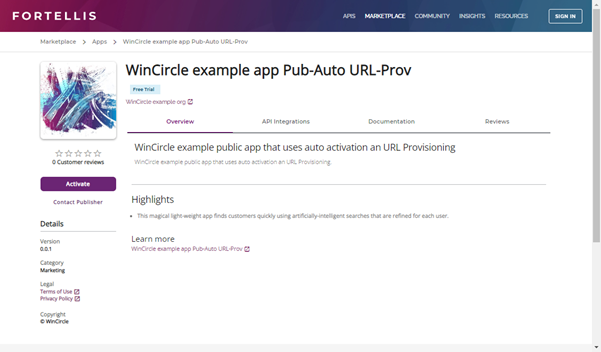 FORTELLIS
APIS MARKETPLACE COMMUNITY INSIGHTS RESOURCES SIGN IN
Marketplace > Apps > WinCircle example app Pub-Auto URL-Prov
WinCircle example app Pub-Auto URL-Prov
Free Trial
WinCircle example org
Overview API Integrations Documentation Reviews
0 Customer reviews
Activate
Contact Publisher
Details
Version
0.0.1
Category
Marketing
Legal
Terms of Use
Privacy Policy
Copyright
© WinCircle
WinCircle example public app that uses auto activation an URL Provisioning
WinCircle example public app that uses auto activation an URL Provisioning
Highlights
• This magical light-weight app finds customers quickly using artificially-intelligent searches that are refined for each user.
Learn more
WinCircle example app Pub-Auto URL-Prov